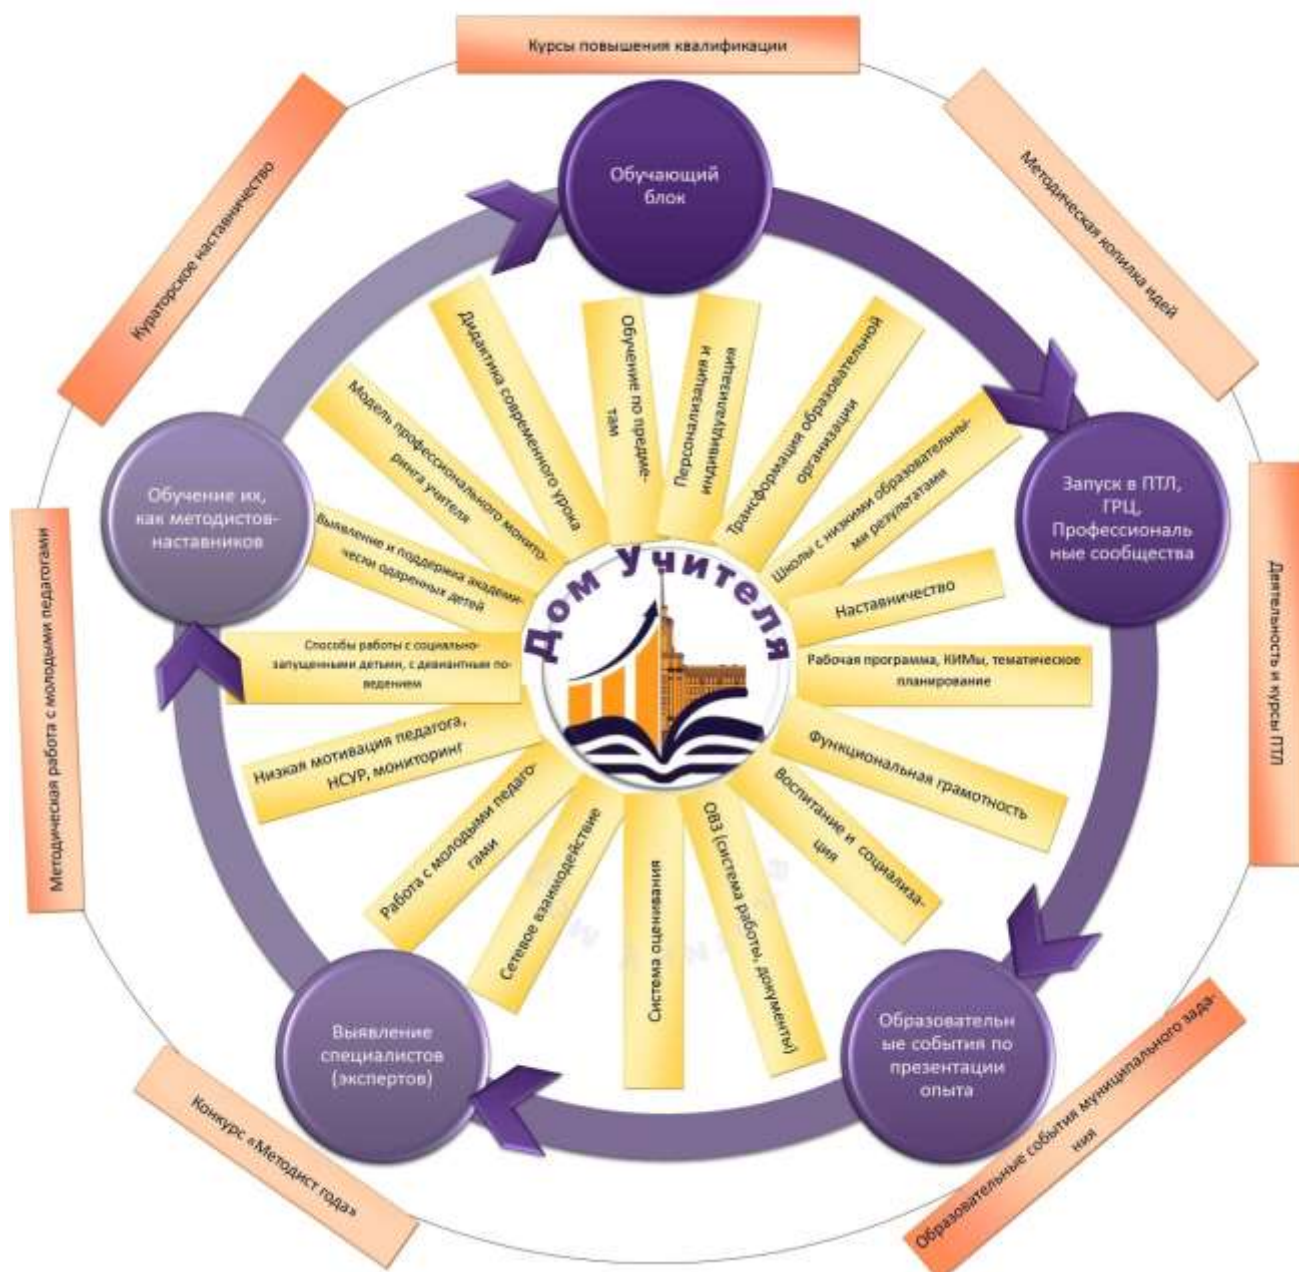 Курсы повышения квалификации
Методическая копилка идей
Деятельность и курсы ПТЛ
Образовательные события муниципального зада-
ния
Конкурс «Методист года»
Методическая работа с молодыми педагогами
Кураторское наставничество
Обучающий
блок
Запуск в ПТЛ,
ГРЦ,
Профессиональ
ные сообщества
Образовательн
ые события по
презентации
опыта
Выявление
специалистов
(экспертов)
Обучение их,
как методистов-
наставников
Обучение по предме-
там
Персонализация и
индивидуализация
Трансформация образовательной
организации
Школы с низкими образовательны-
ми результатами
Наставничество
Рабочая программа, КИМы, тематическое
планирование
Функциональная грамотность
Воспитание и социализа-
ция
ОВЗ (система работы, документы)
Система оценивания
Сетевое взаимодействие
Работа с молодыми педаго-
гами
Низкая мотивация педагога,
НСУР, мониторинг
Способы работы с социально-
запущенными детьми, с девиантным по-
ведением
Выявление и поддержка академи-
чески одаренных детей
Модель профессионального монито-
ринга учителя
Дидактика современного урока
Дом Учителя